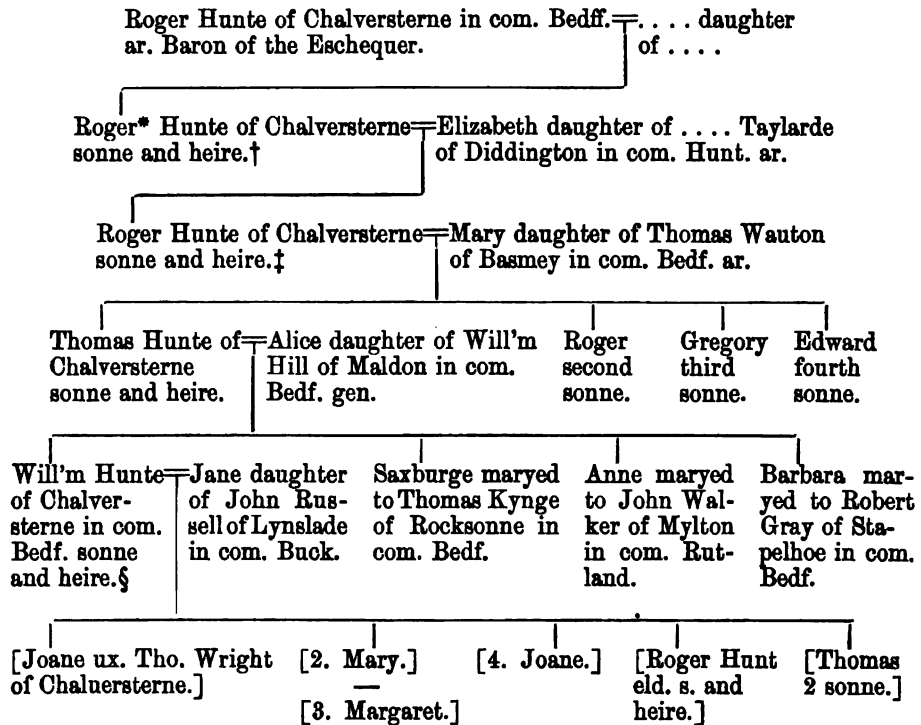 Roger Hunte of Chalversterne in com. Bedff. . . . . daughter
ar. Baron of the Eschequer. of . . . .
Roger* Hunte of Chalversterne Elizabeth daughter of . . . . Taylarde
sonne and heire.† of Diddington in com. Hunt. ar.
Roger Hunte of Chalversterne Mary daughter of Thomas Wauton
sonne and heire.‡ of Basmey in com. Bedf. ar.
Thomas Hunte of
Chalversterne
sonne and heire.
Alice daughter of Will'm
Hill of Maldon in com.
Bedf. gen.
Roger
second
sonne.
Gregory
third
sonne.
Edward
fourth
sonne.
Will'm Hunte
of Chalver-
sterne in com.
Bedf. sonne
and heire.§
Jane daughter
of John Rus-
sell of Lynslade
in com. Buck.
Saxburge maryed
to Thomas Kynge
of Rocksonne in
com. Bedf.
Anne maryed
to John Wal-
ker of Mylton
in com. Rut-
land.
Barbara mar-
yed to Robert
Gray of Sta-
pelhoe in com.
Bedf.
[Joane ux. Tho. Wright
of Chaluersterne.]
[2. Mary.]
—
[3. Margaret.]
[4. Joane.]
[Roger Hunt
eld. s. and
heire.]
[Thomas
2 sonne.]